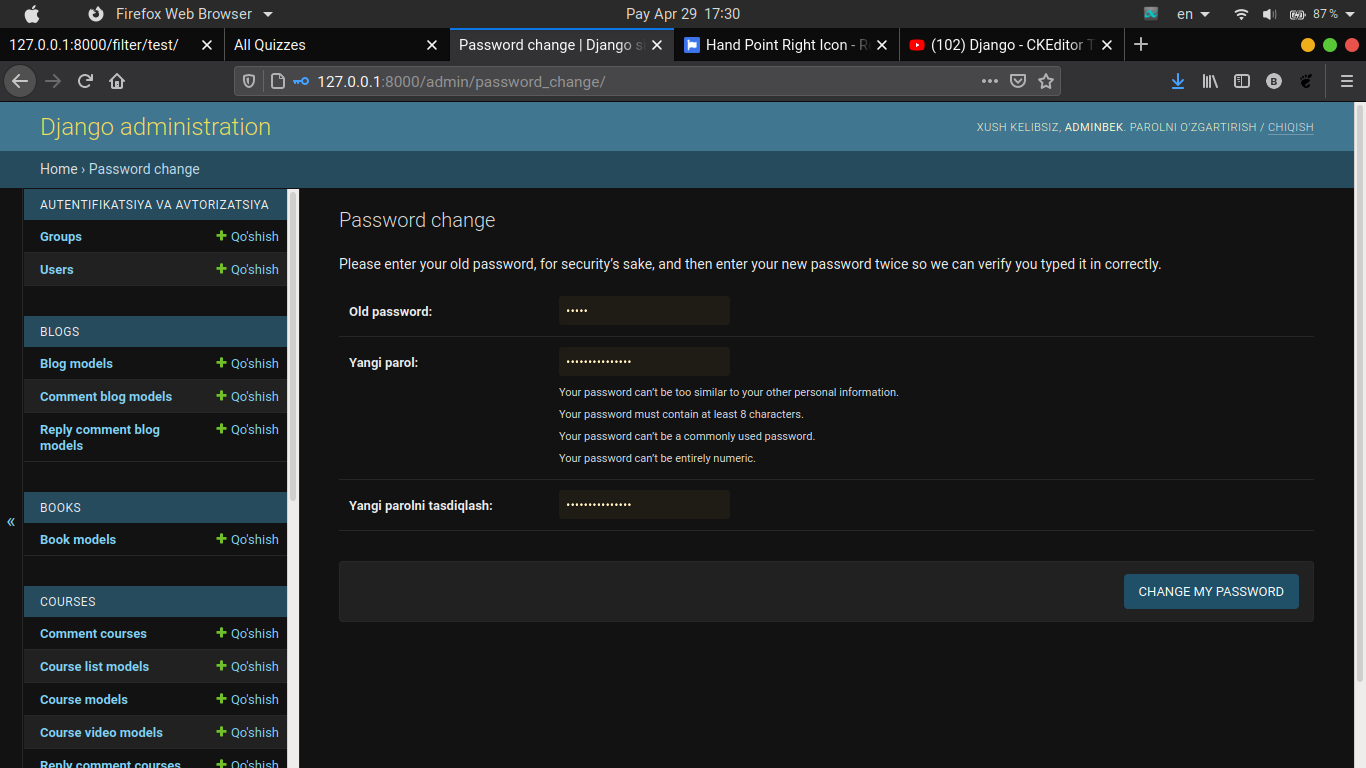 Firefox Web Browser Pay Apr 29 17:30 en 87 %
127.0.0.1:8000/filter/test/ All Quizzes Password change | Django s Hand Point Right Icon - R (102) Django - CKEditor T
127.0.0.1:8000/admin/password_change/
Django administration XUSH KELIBSIZ, ADMINBEK. PAROLNI O'ZGARTIRISH / CHIQISH
Home › Password change
AUTENTIFIKATSIYA VA AVTORIZATSIYA
Groups Qo'shish
Users Qo'shish
BLOGS
Blog models Qo'shish
Comment blog models Qo'shish
Reply comment blog Qo'shish
models
BOOKS
Book models Qo'shish
COURSES
Comment courses Qo'shish
Course list models Qo'shish
Course models Qo'shish
Course video models Qo'shish
Reply comment courses Qo'shish
«
Password change
Please enter your old password, for security's sake, and then enter your new password twice so we can verify you typed it in correctly.
Old password: •••••
Yangi parol: •••••••••••••••
Your password can't be too similar to your other personal information.
Your password must contain at least 8 characters.
Your password can't be a commonly used password.
Your password can't be entirely numeric.
Yangi parolni tasdiqlash: •••••••••••••••
CHANGE MY PASSWORD